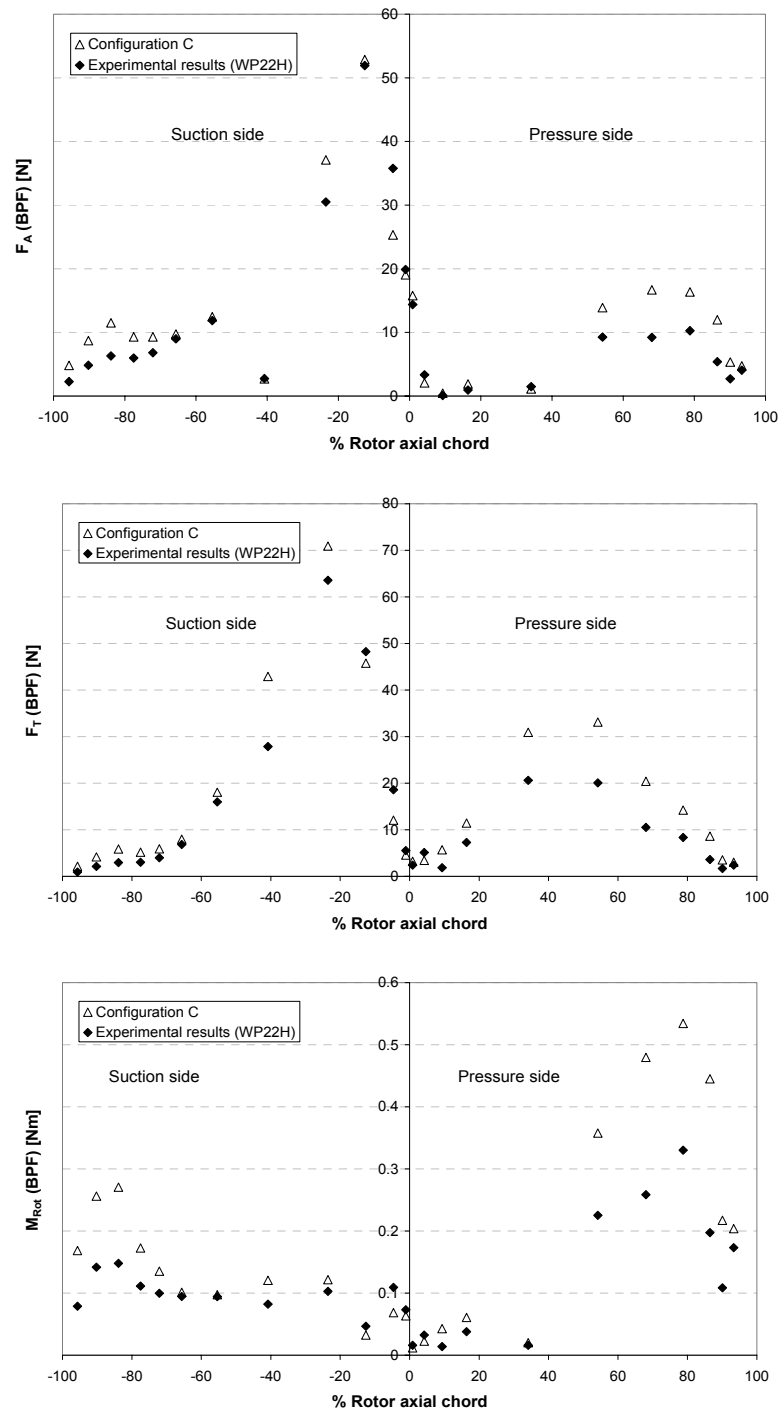 60
50
40
30
20
10
0
-100 -80 -60 -40 -20 0 20 40 60 80 100
% Rotor axial chord
F_A (BPF) [N]
Configuration C
Experimental results (WP22H)
Suction side
Pressure side
80
70
60
50
40
30
20
10
0
-100 -80 -60 -40 -20 0 20 40 60 80 100
% Rotor axial chord
F_T (BPF) [N]
Configuration C
Experimental results (WP22H)
Suction side
Pressure side
0.6
0.5
0.4
0.3
0.2
0.1
0
-100 -80 -60 -40 -20 0 20 40 60 80 100
% Rotor axial chord
M_Rot (BPF) [Nm]
Configuration C
Experimental results (WP22H)
Suction side
Pressure side